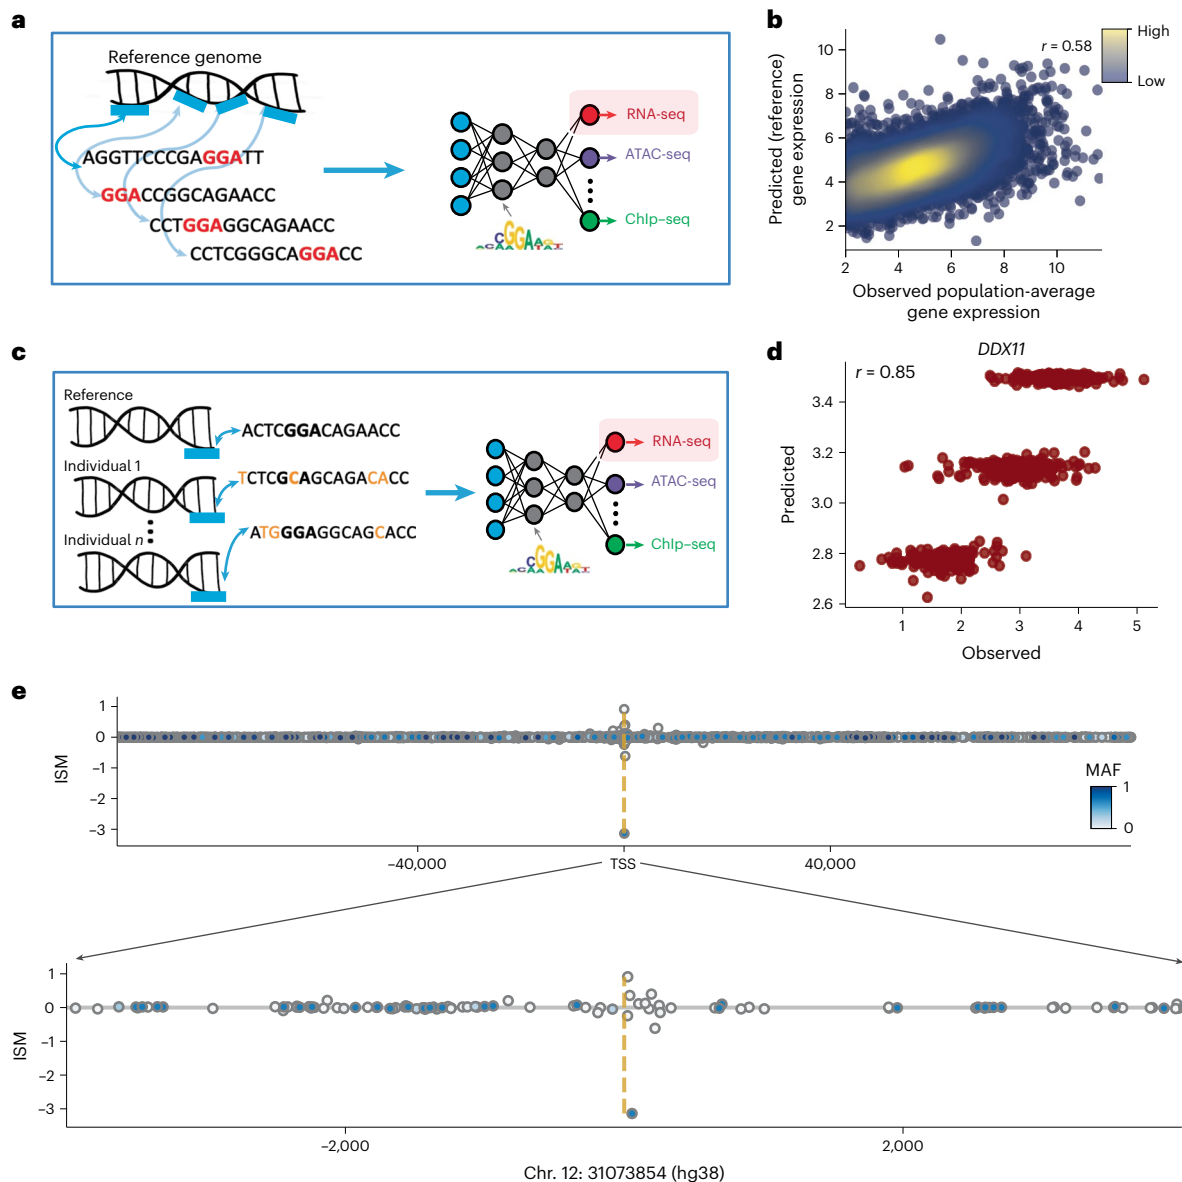 a
Reference genome
AGGTTCCCGAGGATT
GGACCGGCAGAACC
CCTGGAGGCAGAACC
CCTCGGGCAGGACC
RNA-seq
ATAC-seq
ChIp–seq
b
Predicted (reference)
gene expression
10
8
6
4
2
r = 0.58
High
Low
2
4
6
8
10
Observed population-average
gene expression
c
Reference
ACTCGGACAGAACC
Individual 1
TCTCGCAGCAGACACC
Individual n
ATGGGAGGCAGCACC
RNA-seq
ATAC-seq
ChIp–seq
d
DDX11
r = 0.85
Predicted
3.4
3.2
3.0
2.8
2.6
1
2
3
4
5
Observed
e
ISM
1
0
−1
−2
−3
MAF
1
0
−40,000
TSS
40,000
ISM
1
0
−1
−2
−3
−2,000
2,000
Chr. 12: 31073854 (hg38)